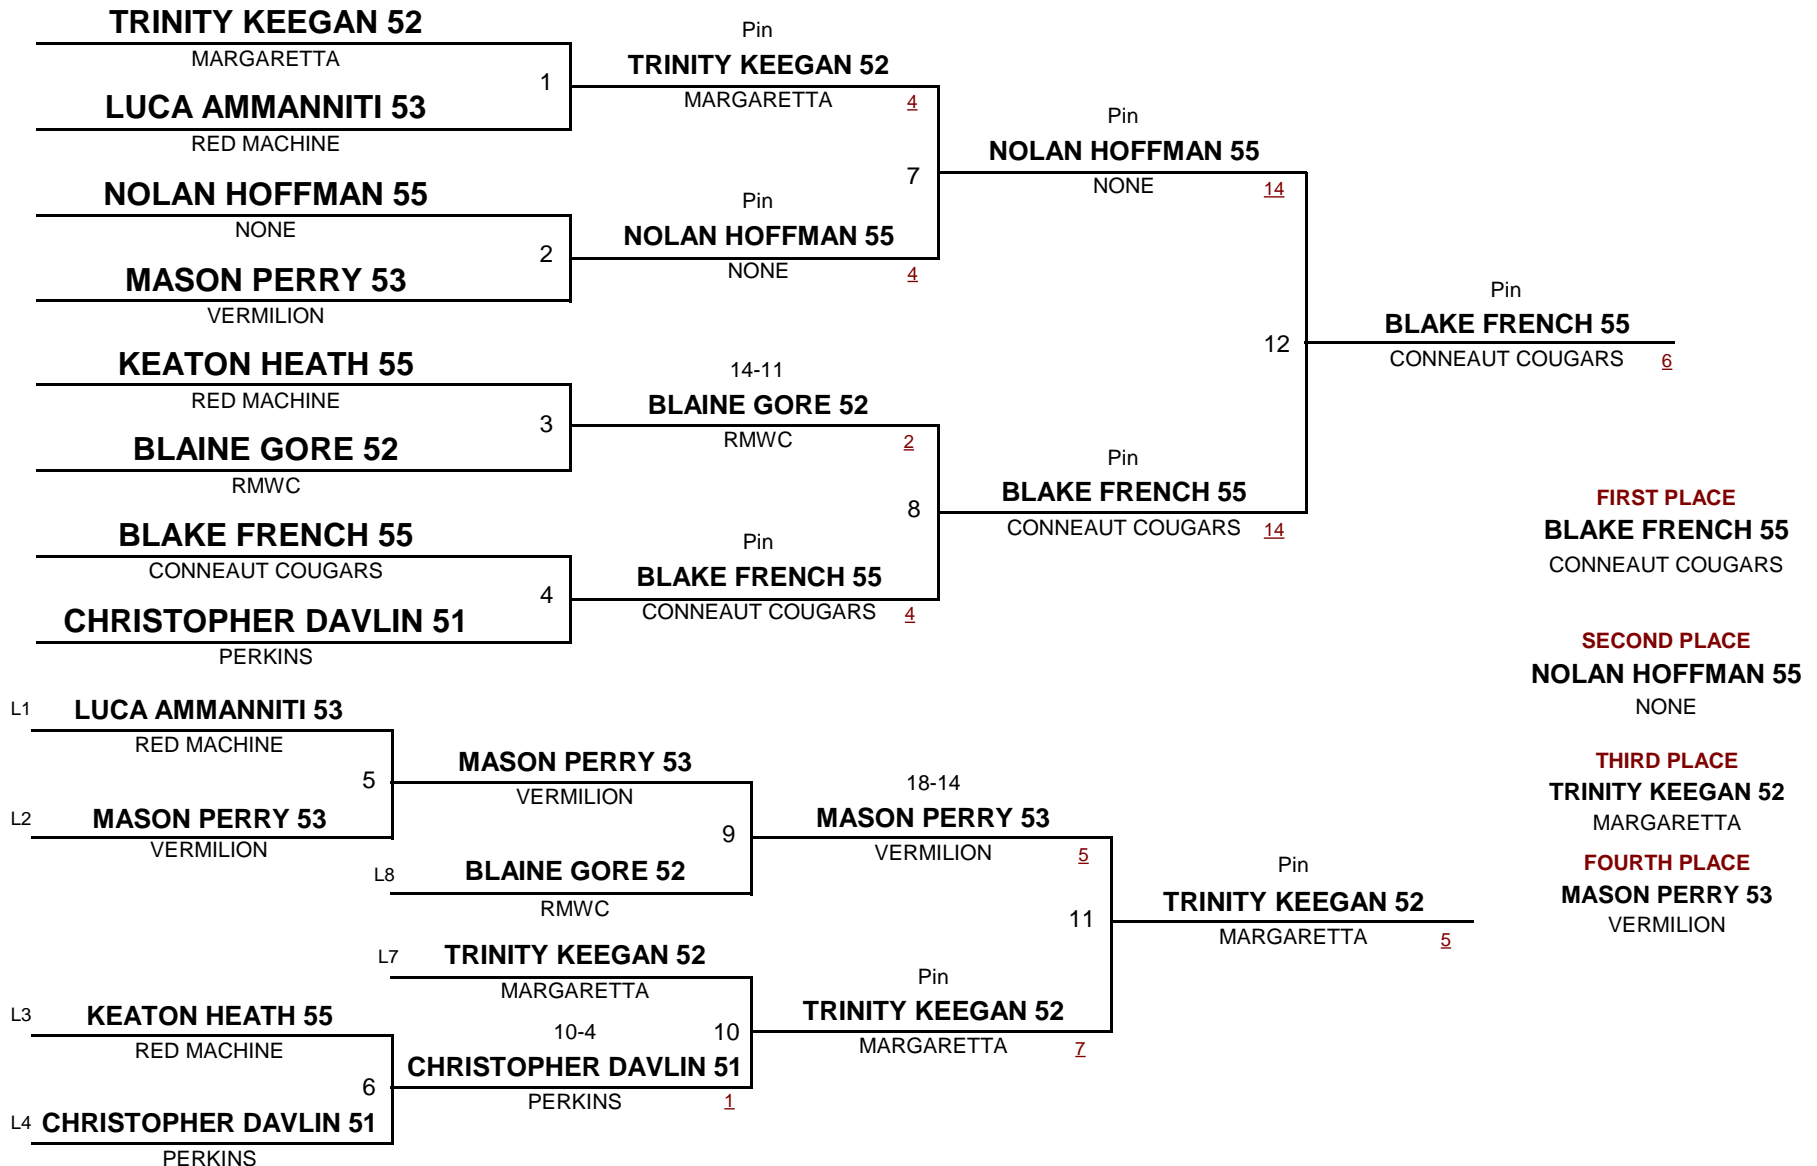 TRINITY KEEGAN 52
MARGARETTA
1
LUCA AMMANNITI 53
RED MACHINE
NOLAN HOFFMAN 55
NONE
2
MASON PERRY 53
VERMILION
KEATON HEATH 55
RED MACHINE
3
BLAINE GORE 52
RMWC
BLAKE FRENCH 55
CONNEAUT COUGARS
4
CHRISTOPHER DAVLIN 51
PERKINS
Pin
TRINITY KEEGAN 52
MARGARETTA 4
7
Pin
NOLAN HOFFMAN 55
NONE 4
14-11
BLAINE GORE 52
RMWC 2
8
Pin
BLAKE FRENCH 55
CONNEAUT COUGARS 4
Pin
NOLAN HOFFMAN 55
NONE 14
12
Pin
BLAKE FRENCH 55
CONNEAUT COUGARS 14
Pin
BLAKE FRENCH 55
CONNEAUT COUGARS 6
L1 LUCA AMMANNITI 53
RED MACHINE
5
L2 MASON PERRY 53
VERMILION
L3 KEATON HEATH 55
RED MACHINE
6
L4 CHRISTOPHER DAVLIN 51
PERKINS
MASON PERRY 53
VERMILION
9
L8 BLAINE GORE 52
RMWC
L7 TRINITY KEEGAN 52
MARGARETTA
10-4
10
CHRISTOPHER DAVLIN 51
PERKINS 1
18-14
MASON PERRY 53
VERMILION 5
11
Pin
TRINITY KEEGAN 52
MARGARETTA 7
Pin
TRINITY KEEGAN 52
MARGARETTA 5
FIRST PLACE
BLAKE FRENCH 55
CONNEAUT COUGARS
SECOND PLACE
NOLAN HOFFMAN 55
NONE
THIRD PLACE
TRINITY KEEGAN 52
MARGARETTA
FOURTH PLACE
MASON PERRY 53
VERMILION